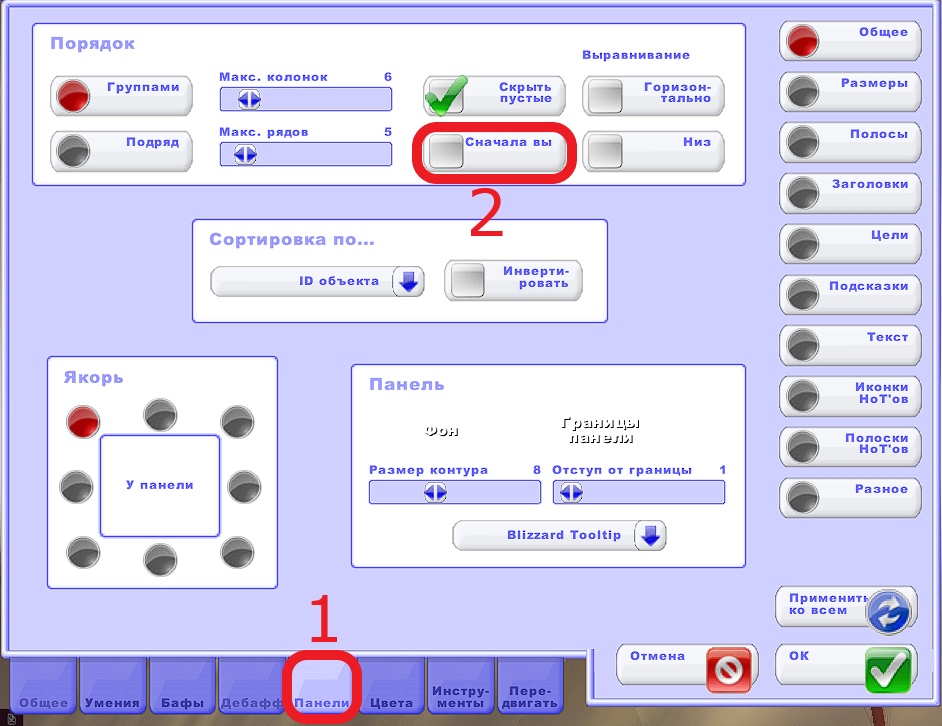 Порядок
Группами
Подряд
Макс. колонок 6
Макс. рядов 5
Скрыть
пустые
Сначала вы
2
Выравнивание
Горизон-
тально
Низ
Сортировка по...
ID объекта
Инверти-
ровать
Якорь
У панели
Панель
Фон
Границы
панели
Размер контура 8
Отступ от границы 1
Blizzard Tooltip
Общее
Размеры
Полосы
Заголовки
Цели
Подсказки
Текст
Иконки
HoT'ов
Полоски
HoT'ов
Разное
Применить
ко всем
Отмена
OK
1
Общее
Умения
Бафы
Дебафф
Панели
Цвета
Инстру-
менты
Пере-
двигать